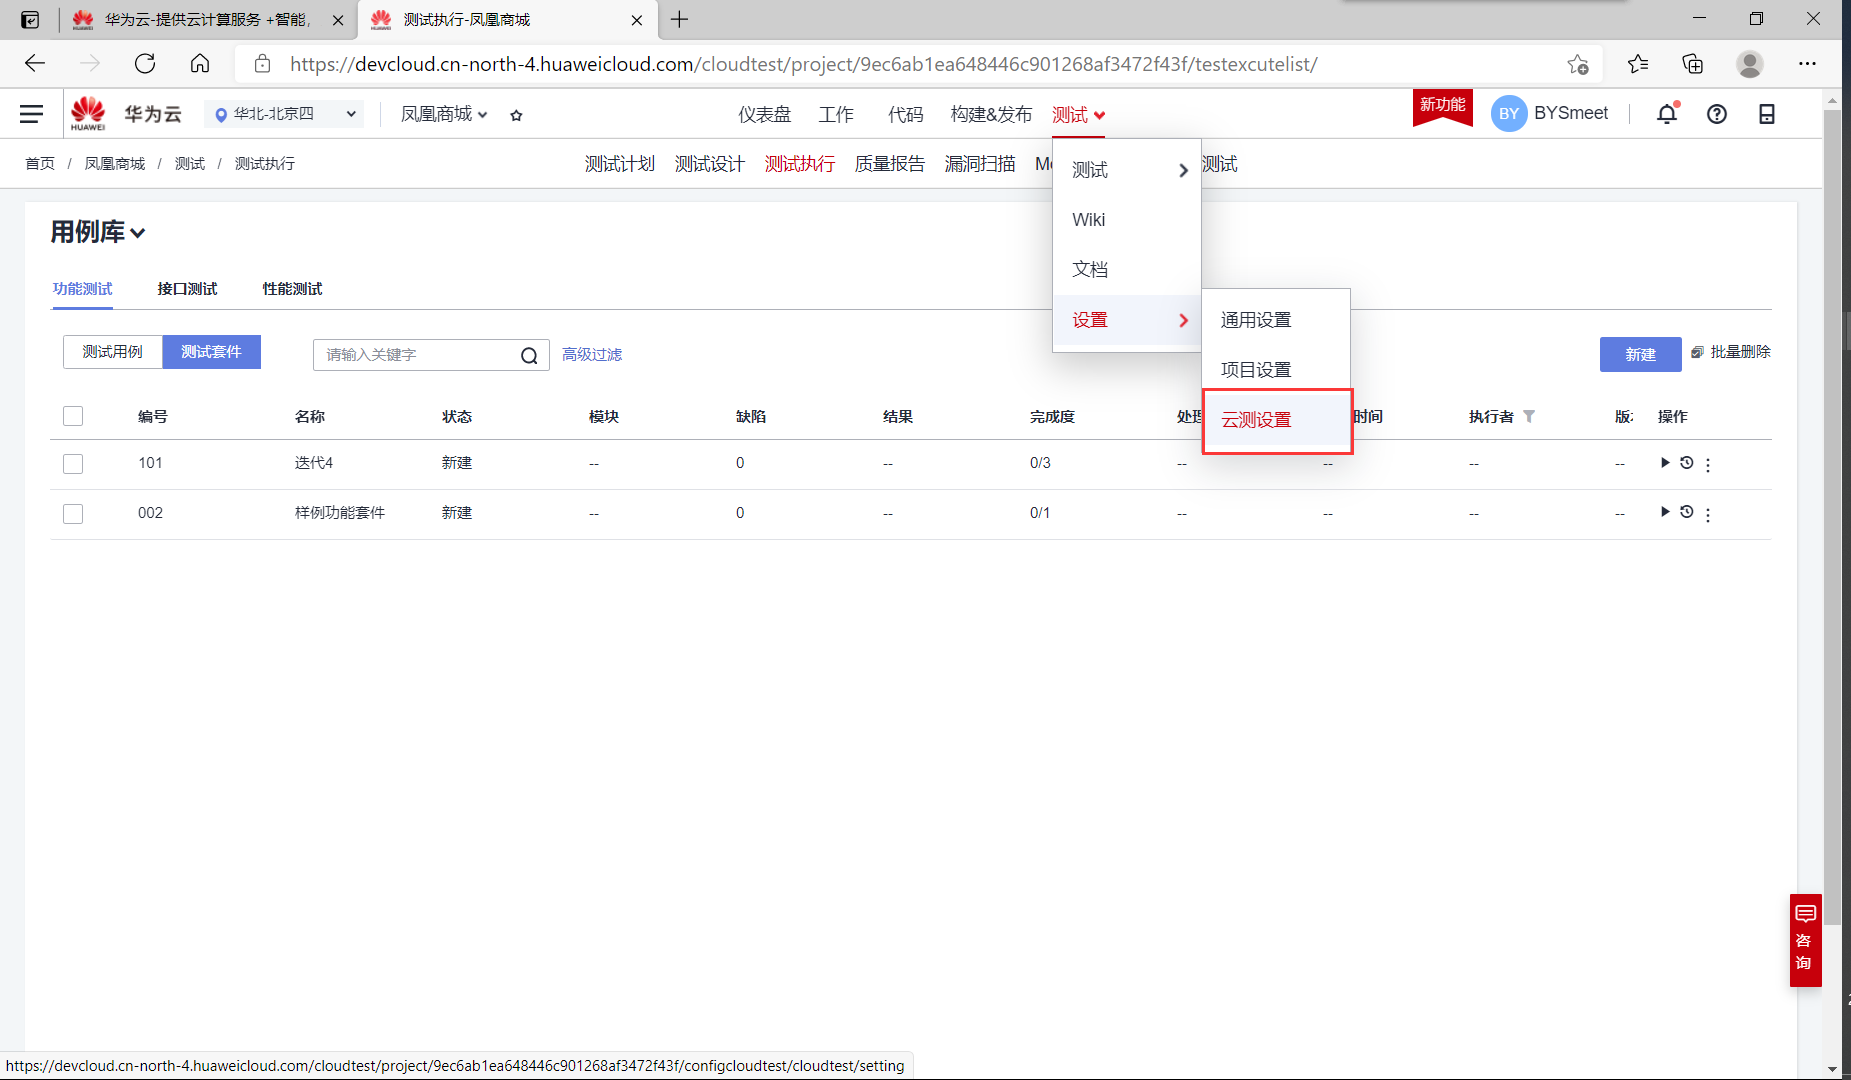 华为云-提供云计算服务 +智能,
测试执行-凤凰商城
https://devcloud.cn-north-4.huaweicloud.com/cloudtest/project/9ec6ab1ea648446c901268af3472f43f/testexcutelist/
HUAWEI 华为云 华北-北京四 凤凰商城 仪表盘 工作 代码 构建&发布 测试 新功能 BY BYSmeet
首页 / 凤凰商城 / 测试 / 测试执行
测试计划 测试设计 测试执行 质量报告 漏洞扫描 测试
测试
Wiki
文档
设置
通用设置
项目设置
云测设置
用例库
功能测试 接口测试 性能测试
测试用例 测试套件 请输入关键字 高级过滤 新建 批量删除
编号 名称 状态 模块 缺陷 结果 完成度 处理 时间 执行者 操作
101 迭代4 新建 -- 0 -- 0/3 -- -- -- --
002 样例功能套件 新建 -- 0 -- 0/1 -- -- -- --
咨
询
https://devcloud.cn-north-4.huaweicloud.com/cloudtest/project/9ec6ab1ea648446c901268af3472f43f/configcloudtest/cloudtest/setting